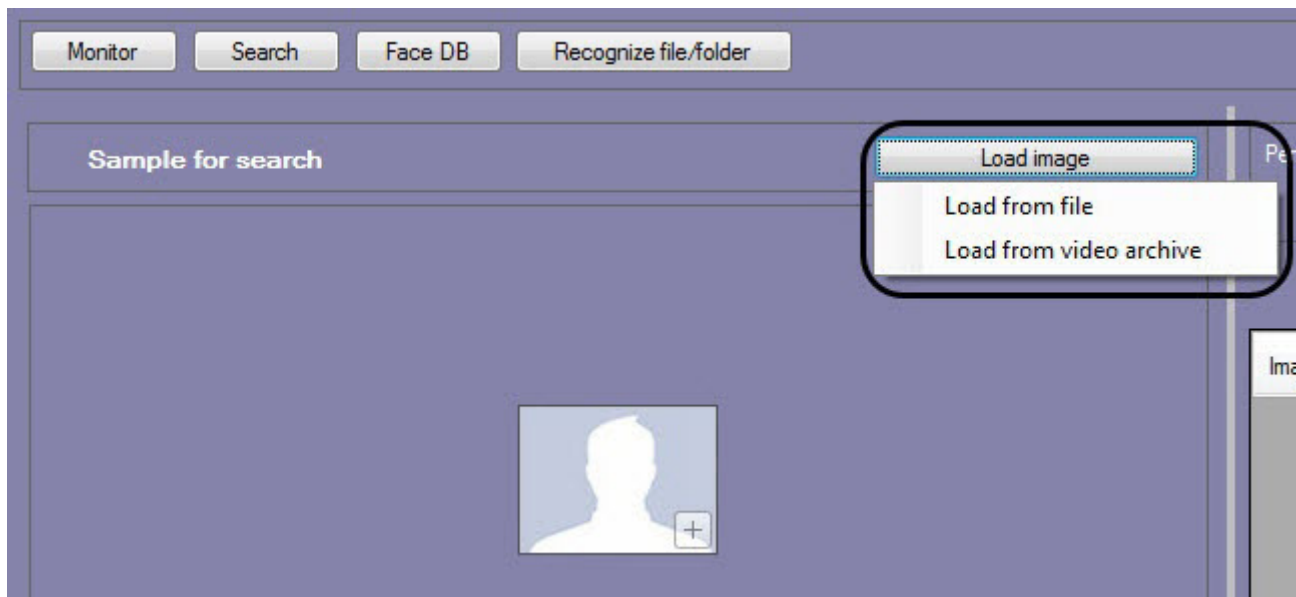 Monitor Search Face DB Recognize file/folder
Sample for search
Load image
Load from file
Load from video archive